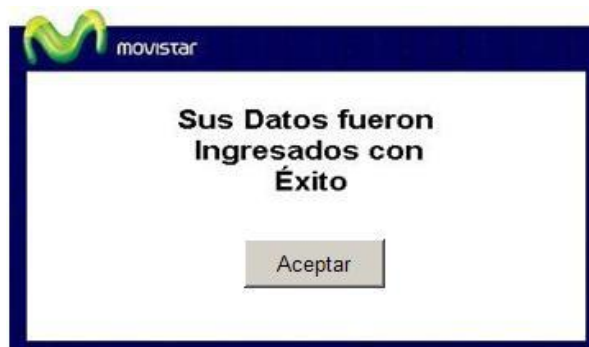 movistar
Sus Datos fueron
Ingresados con
Éxito
Aceptar